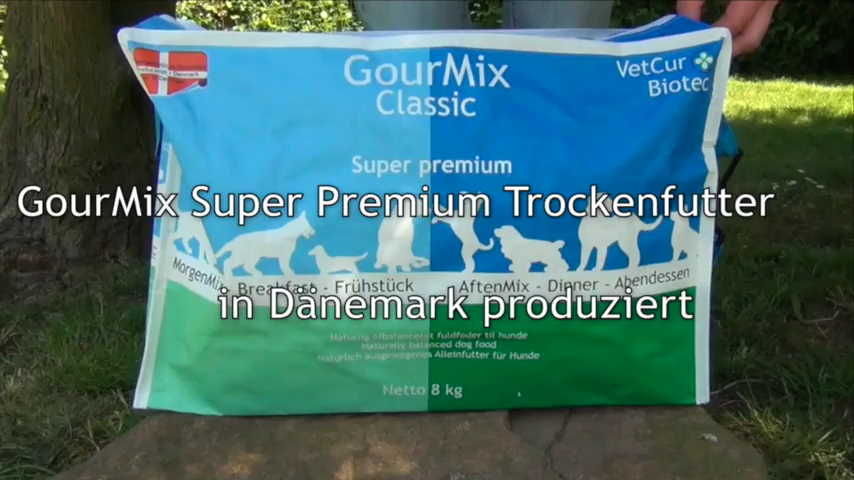 GourMix
Classic
VetCur
Biotec
Super premium
GourMix Super Premium Trockenfutter
MorgenMix - Breakfast - Frühstück
AftenMix - Dinner - Abendessen
in Dänemark produziert
Naturlig afbalanceret fuldfoder til hunde
Naturally balanced dog food
Natürlich ausgewogenes Alleinfutter für Hunde
Netto 8 kg